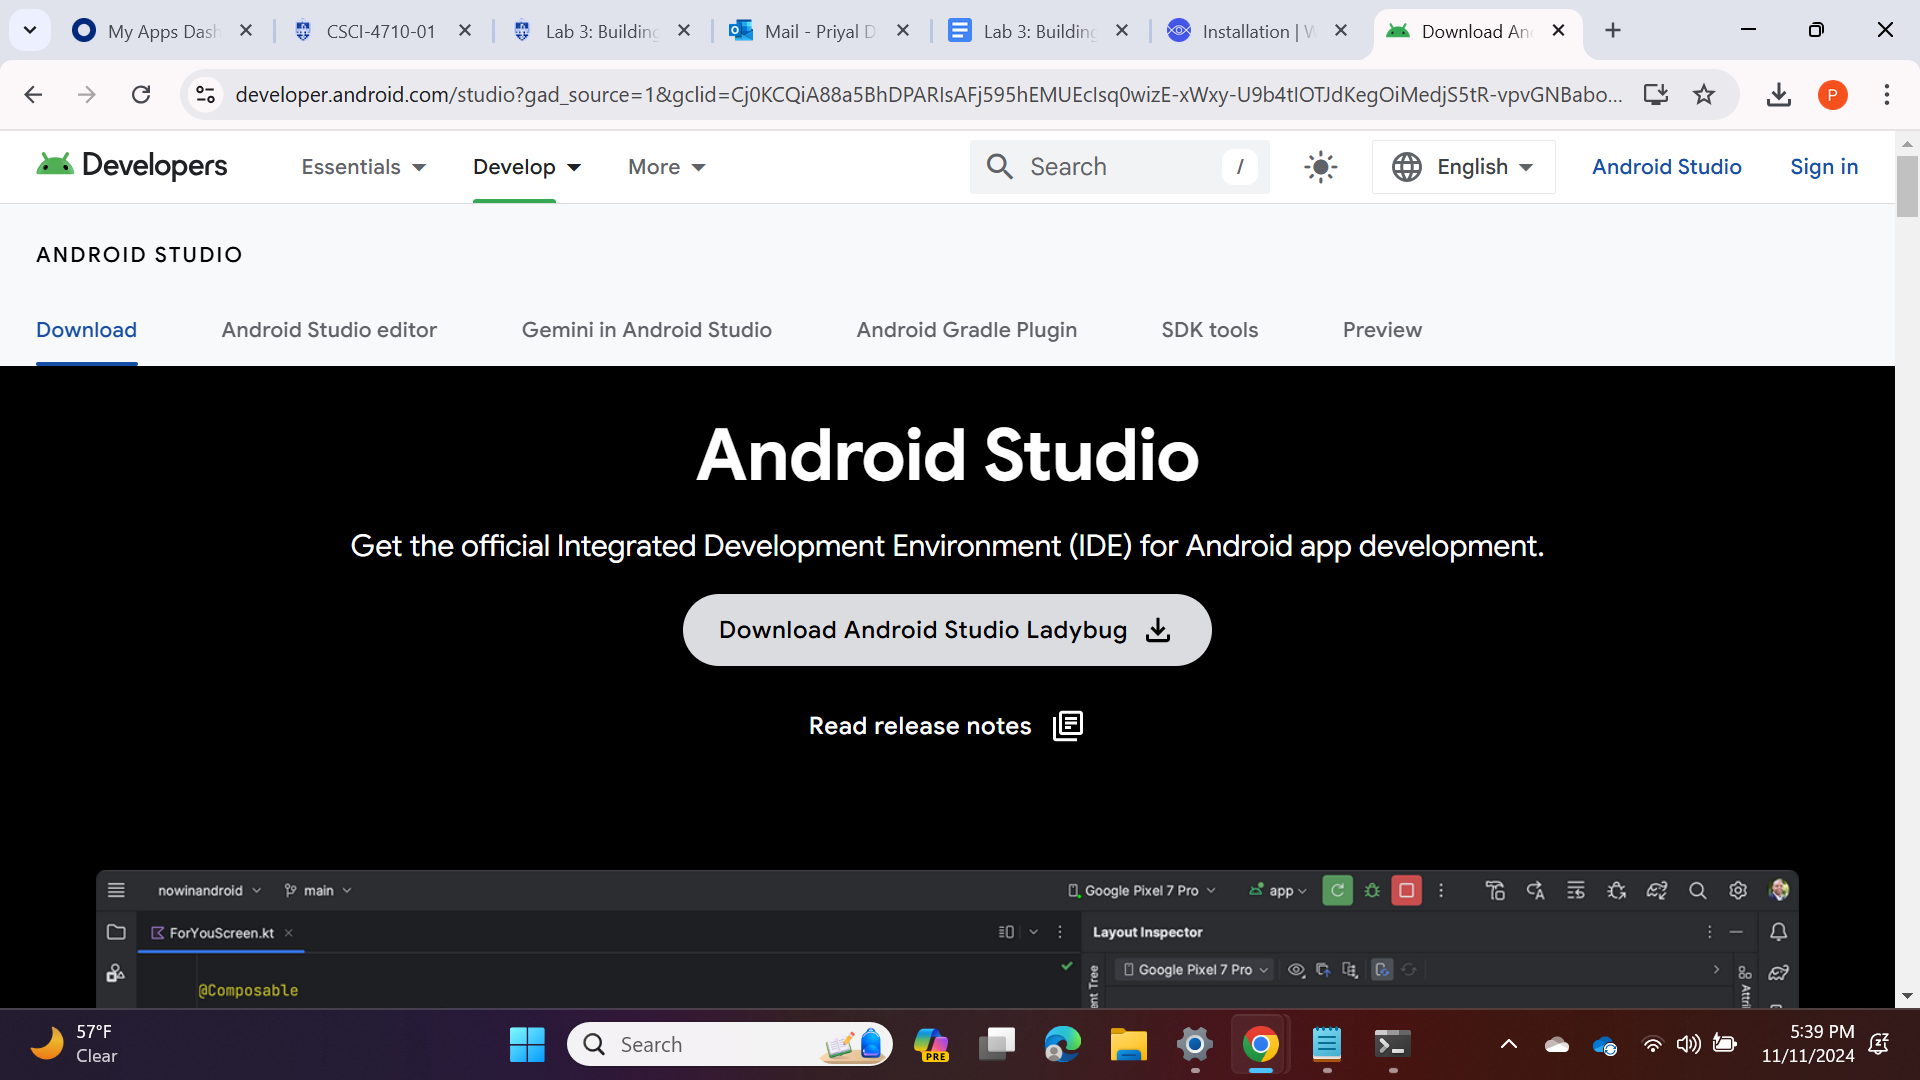 My Apps Dash
CSCI-4710-01
Lab 3: Building
Mail - Priyal D
Lab 3: Building
Installation | W
Download An
developer.android.com/studio?gad_source=1&gclid=Cj0KCQiA88a5BhDPARIsAFj595hEMUEcIsq0wizE-xWxy-U9b4tIOTJdKegOiMedjS5tR-vpvGNBabo...
P
Developers
Essentials
Develop
More
Search
/
English
Android Studio
Sign in
ANDROID STUDIO
Download
Android Studio editor
Gemini in Android Studio
Android Gradle Plugin
SDK tools
Preview
Android Studio
Get the official Integrated Development Environment (IDE) for Android app development.
Download Android Studio Ladybug
Read release notes
nowinandroid
main
Google Pixel 7 Pro
app
ForYouScreen.kt
Layout Inspector
Google Pixel 7 Pro
@Composable
57°F
Clear
Search
PRE
5:39 PM
11/11/2024